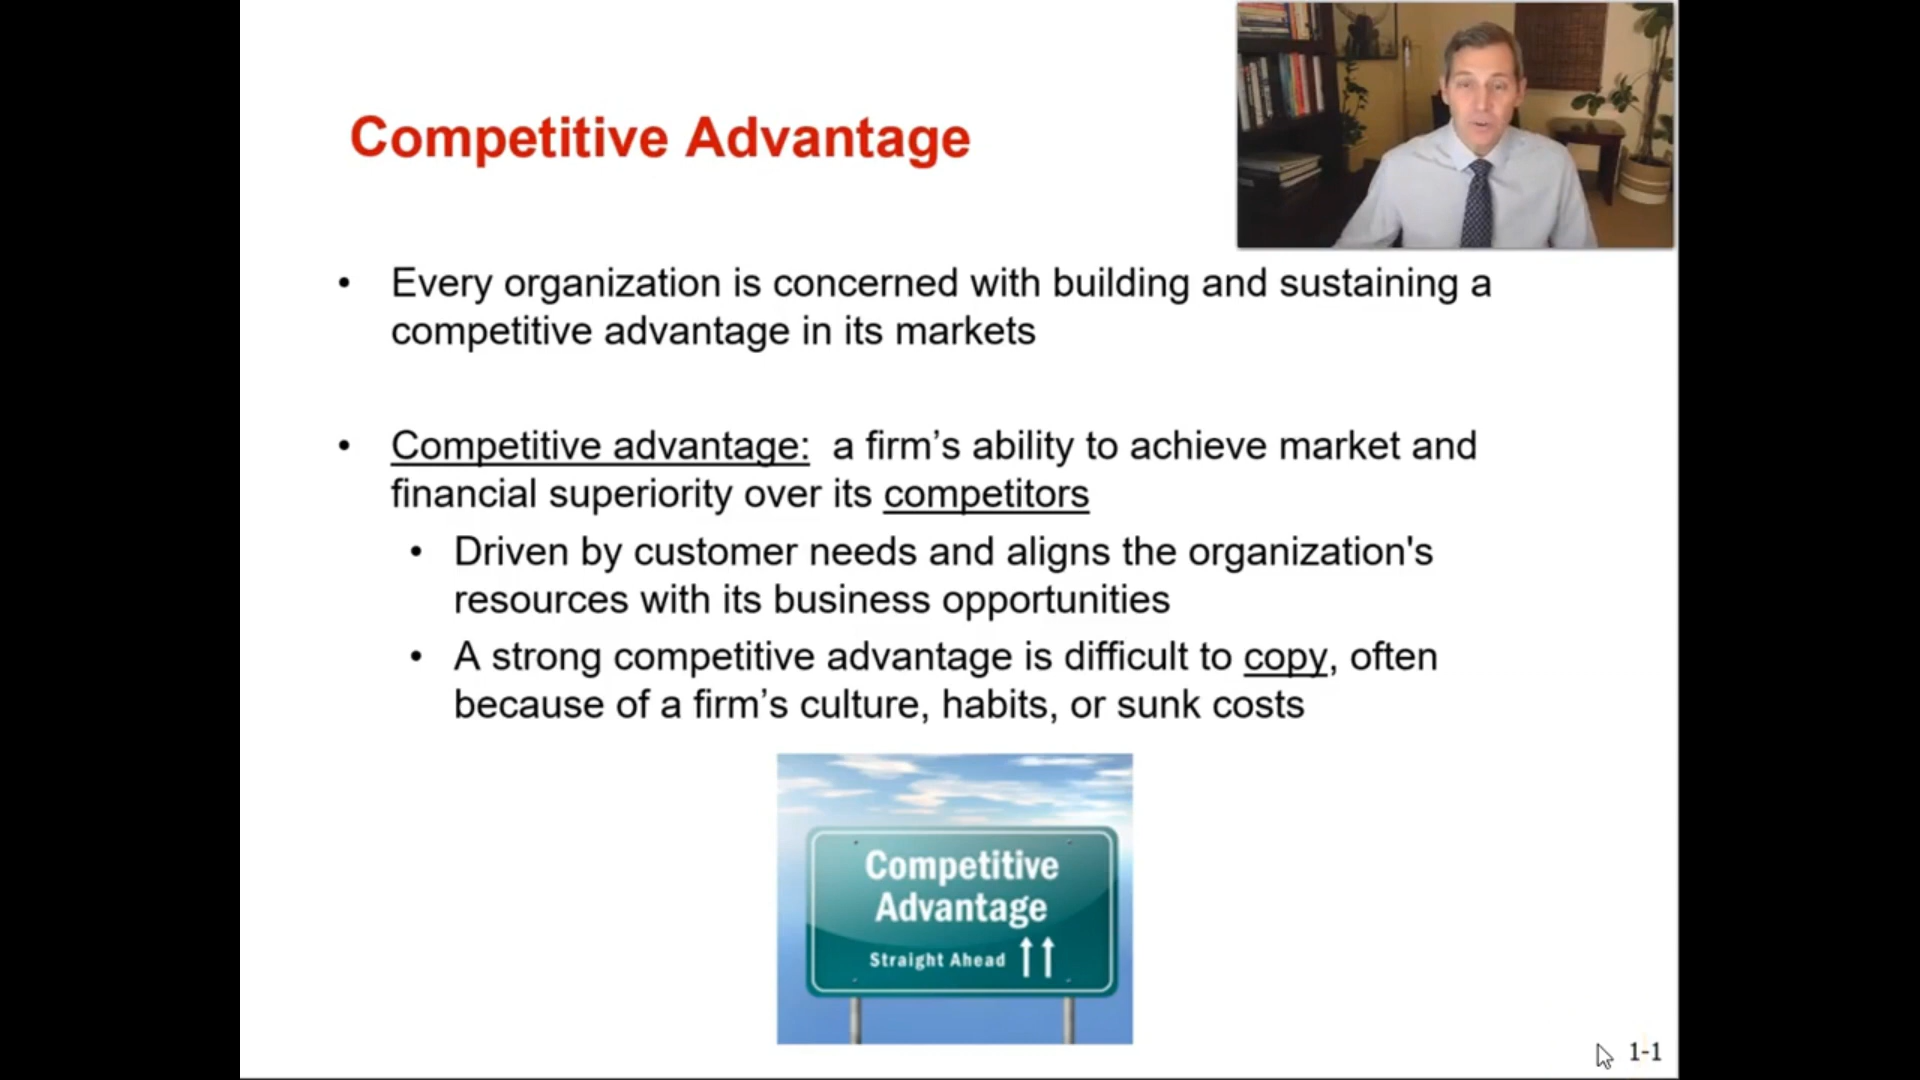 Competitive Advantage
• Every organization is concerned with building and sustaining a
competitive advantage in its markets
• Competitive advantage:  a firm’s ability to achieve market and
financial superiority over its competitors
• Driven by customer needs and aligns the organization's
resources with its business opportunities
• A strong competitive advantage is difficult to copy, often
because of a firm’s culture, habits, or sunk costs
Competitive
Advantage
Straight Ahead
1-1